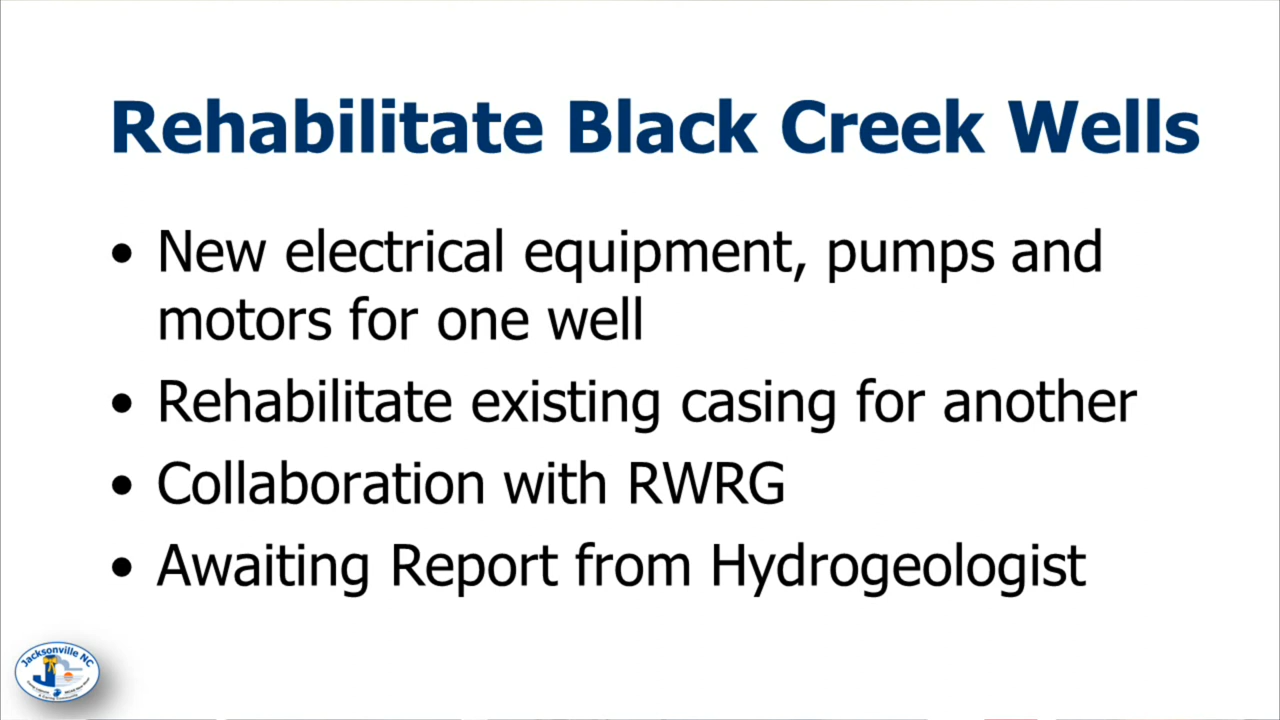 Rehabilitate Black Creek Wells
• New electrical equipment, pumps and
motors for one well
• Rehabilitate existing casing for another
• Collaboration with RWRG
• Awaiting Report from Hydrogeologist
Jacksonville NC